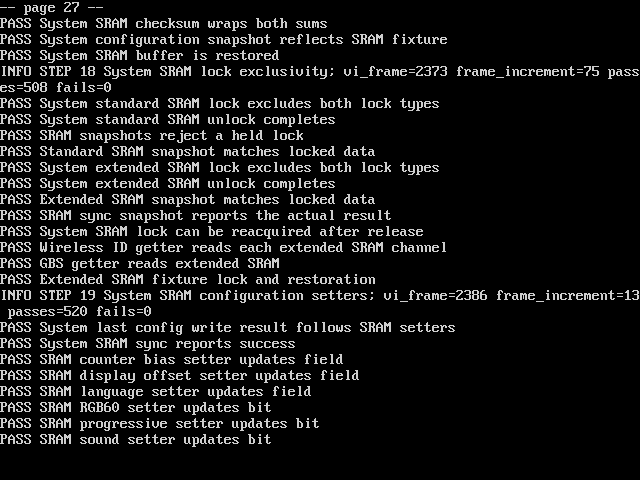 -- page 27 --
PASS System SRAM checksum wraps both sums
PASS System configuration snapshot reflects SRAM fixture
PASS System SRAM buffer is restored
INFO STEP 18 System SRAM lock exclusivity; vi_frame=2373 frame_increment=75 pass
es=508 fails=0
PASS System standard SRAM lock excludes both lock types
PASS System standard SRAM unlock completes
PASS SRAM snapshots reject a held lock
PASS Standard SRAM snapshot matches locked data
PASS System extended SRAM lock excludes both lock types
PASS System extended SRAM unlock completes
PASS Extended SRAM snapshot matches locked data
PASS SRAM sync snapshot reports the actual result
PASS System SRAM lock can be reacquired after release
PASS Wireless ID getter reads each extended SRAM channel
PASS GBS getter reads extended SRAM
PASS Extended SRAM fixture lock and restoration
INFO STEP 19 System SRAM configuration setters; vi_frame=2386 frame_increment=13
 passes=520 fails=0
PASS System last config write result follows SRAM setters
PASS System SRAM sync reports success
PASS SRAM counter bias setter updates field
PASS SRAM display offset setter updates field
PASS SRAM language setter updates field
PASS SRAM RGB60 setter updates bit
PASS SRAM progressive setter updates bit
PASS SRAM sound setter updates bit